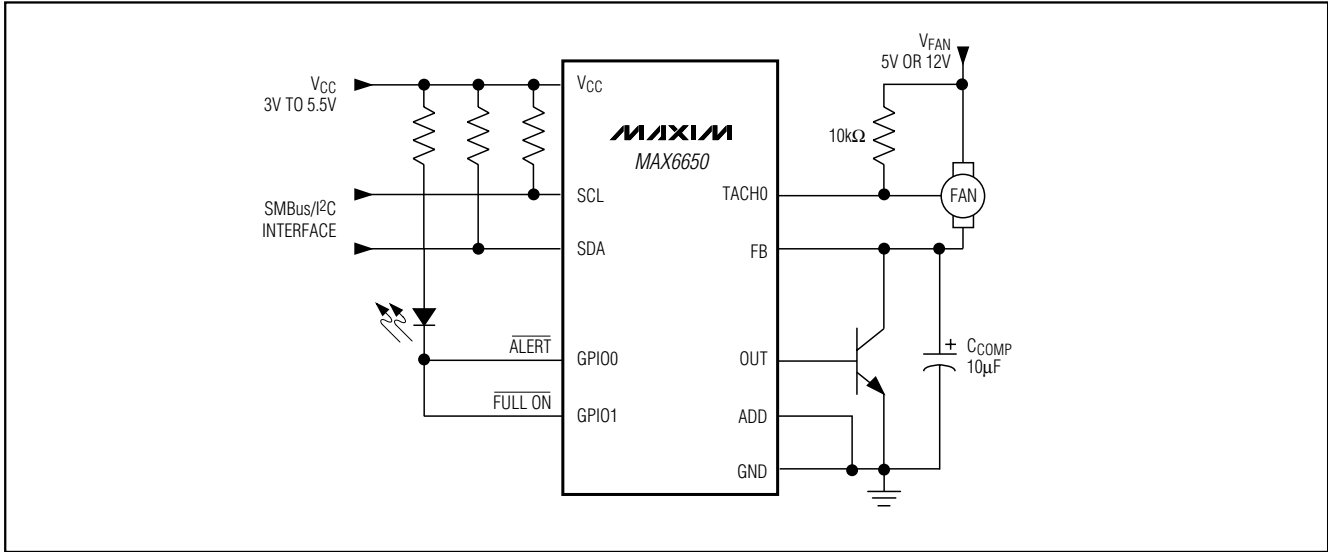 VCC
3V TO 5.5V
SMBus/I2C
INTERFACE
VCC
SCL
SDA
ALERT
GPIO0
FULL ON
GPIO1
MAXIM
MAX6650
TACH0
FB
OUT
ADD
GND
VFAN
5V OR 12V
10kΩ
FAN
+ CCOMP
10µF